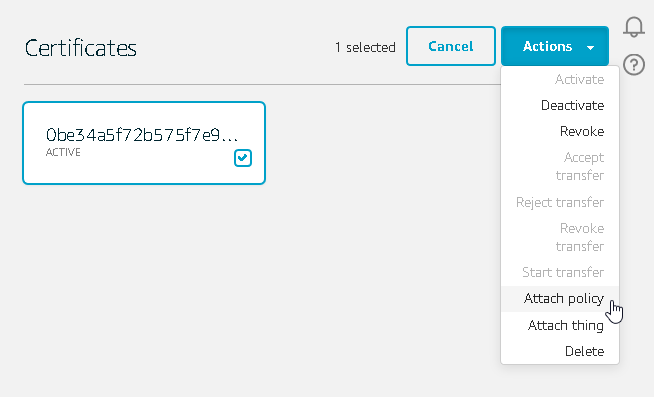 Certificates
1 selected
Cancel
Actions
0be34a5f72b575f7e9...
ACTIVE
Activate
Deactivate
Revoke
Accept
transfer
Reject transfer
Revoke
transfer
Start transfer
Attach policy
Attach thing
Delete